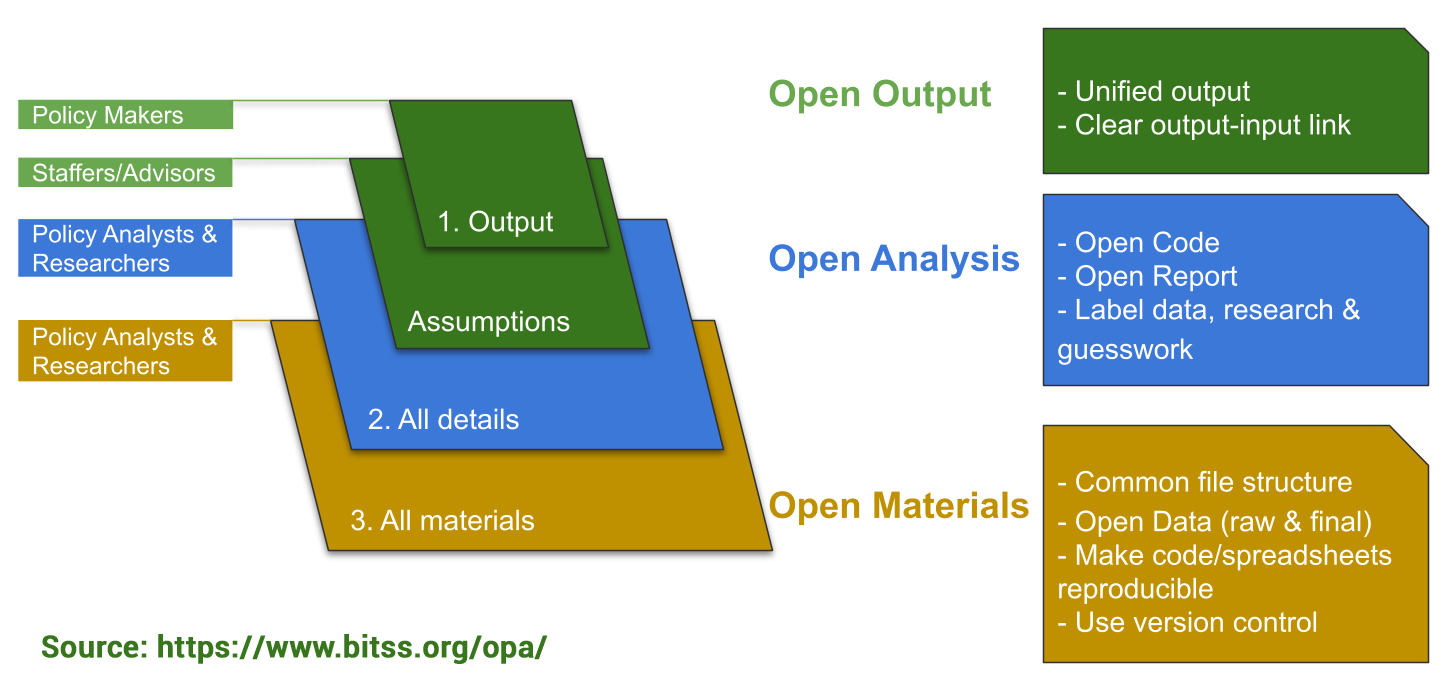 Policy Makers
Staffers/Advisors
Policy Analysts &
Researchers
Policy Analysts &
Researchers
1. Output
Assumptions
2. All details
3. All materials
Open Output
- Unified output
- Clear output-input link
Open Analysis
- Open Code
- Open Report
- Label data, research &
guesswork
Open Materials
- Common file structure
- Open Data (raw & final)
- Make code/spreadsheets
reproducible
- Use version control
Source: https://www.bitss.org/opa/